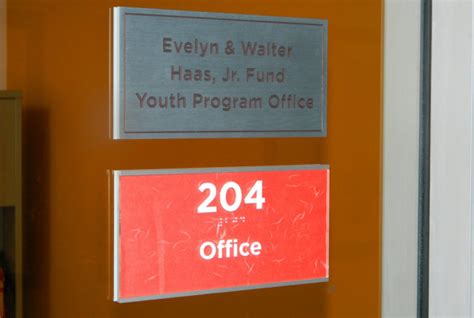 Evelyn & Walter
Haas, Jr. Fund
Youth Program Office
204
Office